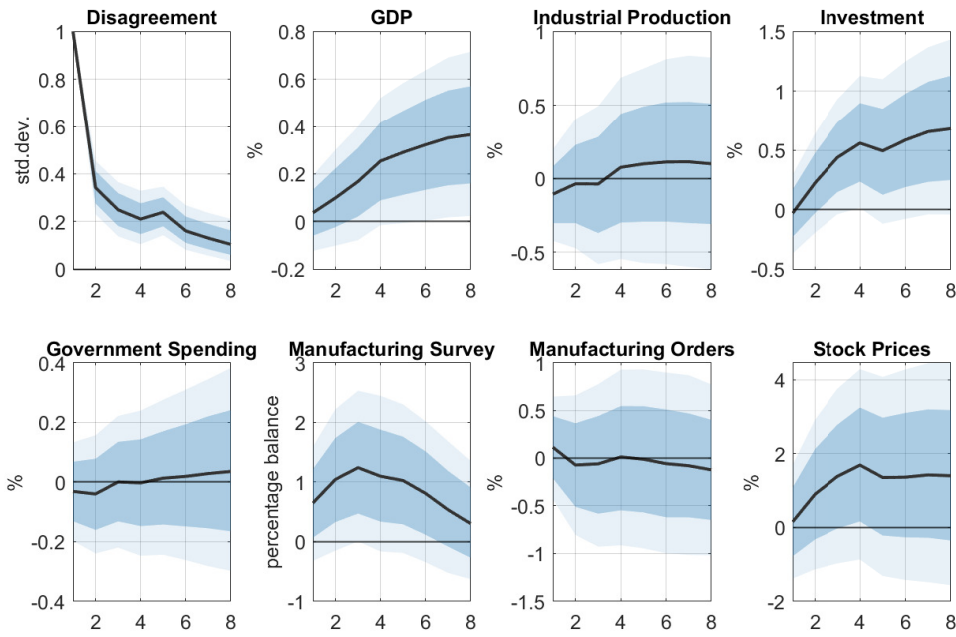 Disagreement
GDP
Industrial Production
Investment
1
0.8
0.6
0.4
0.2
0
std.dev.
2 4 6 8
0.8
0.6
0.4
0.2
0
-0.2
%
2 4 6 8
1
0.5
0
-0.5
%
2 4 6 8
1.5
1
0.5
0
-0.5
%
2 4 6 8
Government Spending
Manufacturing Survey
Manufacturing Orders
Stock Prices
0.4
0.2
0
-0.2
-0.4
%
2 4 6 8
3
2
1
0
-1
percentage balance
2 4 6 8
1
0.5
0
-0.5
-1
-1.5
%
2 4 6 8
4
2
0
-2
%
2 4 6 8